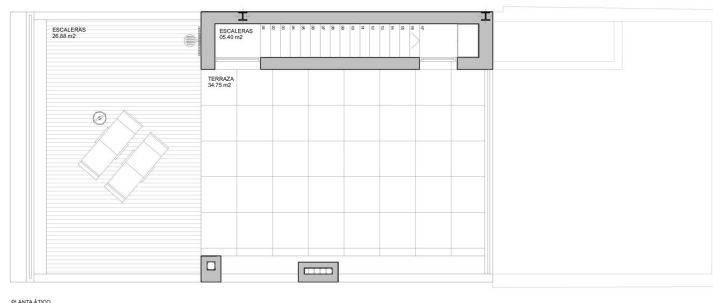 ESCALERAS
26.68 m2
ESCALERAS
05.40 m2
TERRAZA
34.75 m2
PLANTA ÁTICO